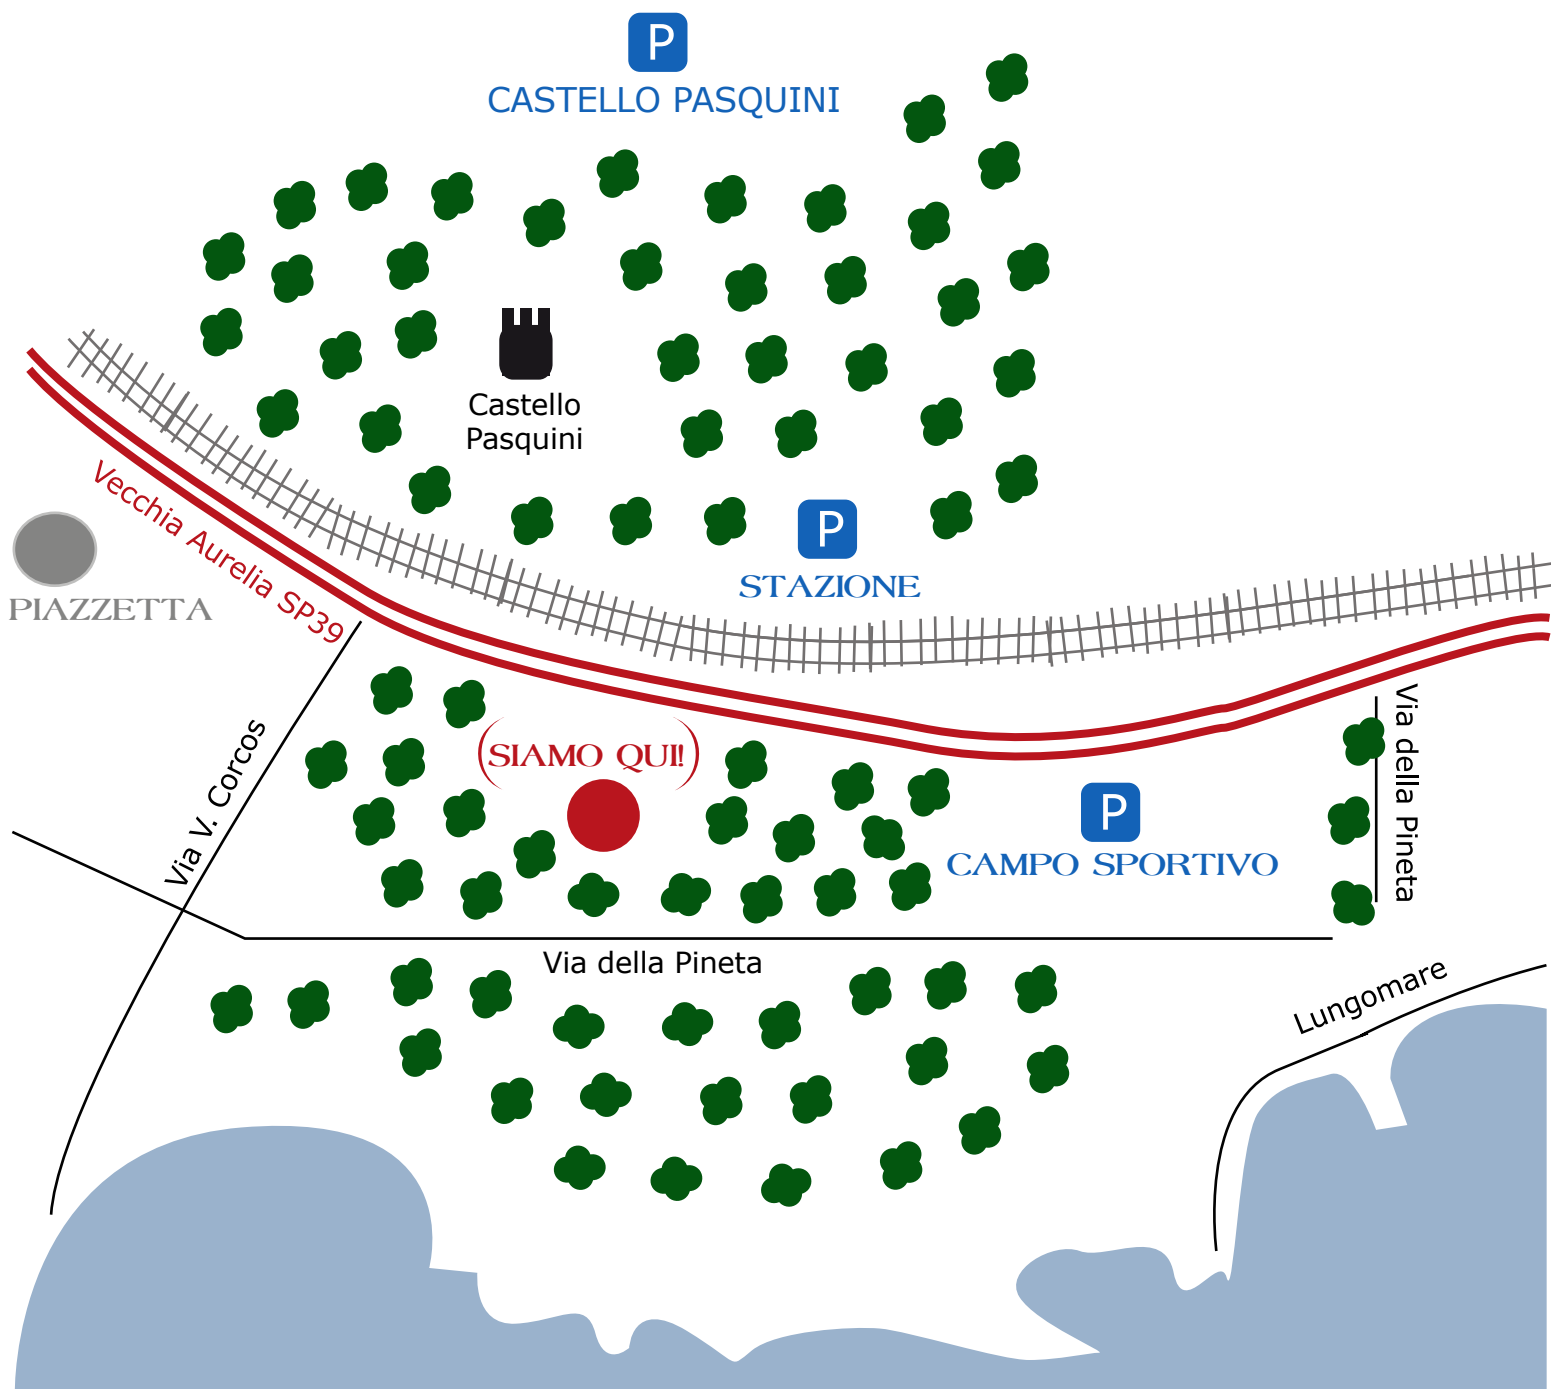 P
CASTELLO PASQUINI
Castello
Pasquini
Vecchia Aurelia SP39
P
STAZIONE
PIAZZETTA
Via V. Corcos
(SIAMO QUI!)
P
CAMPO SPORTIVO
Via della Pineta
Via della Pineta
Lungomare